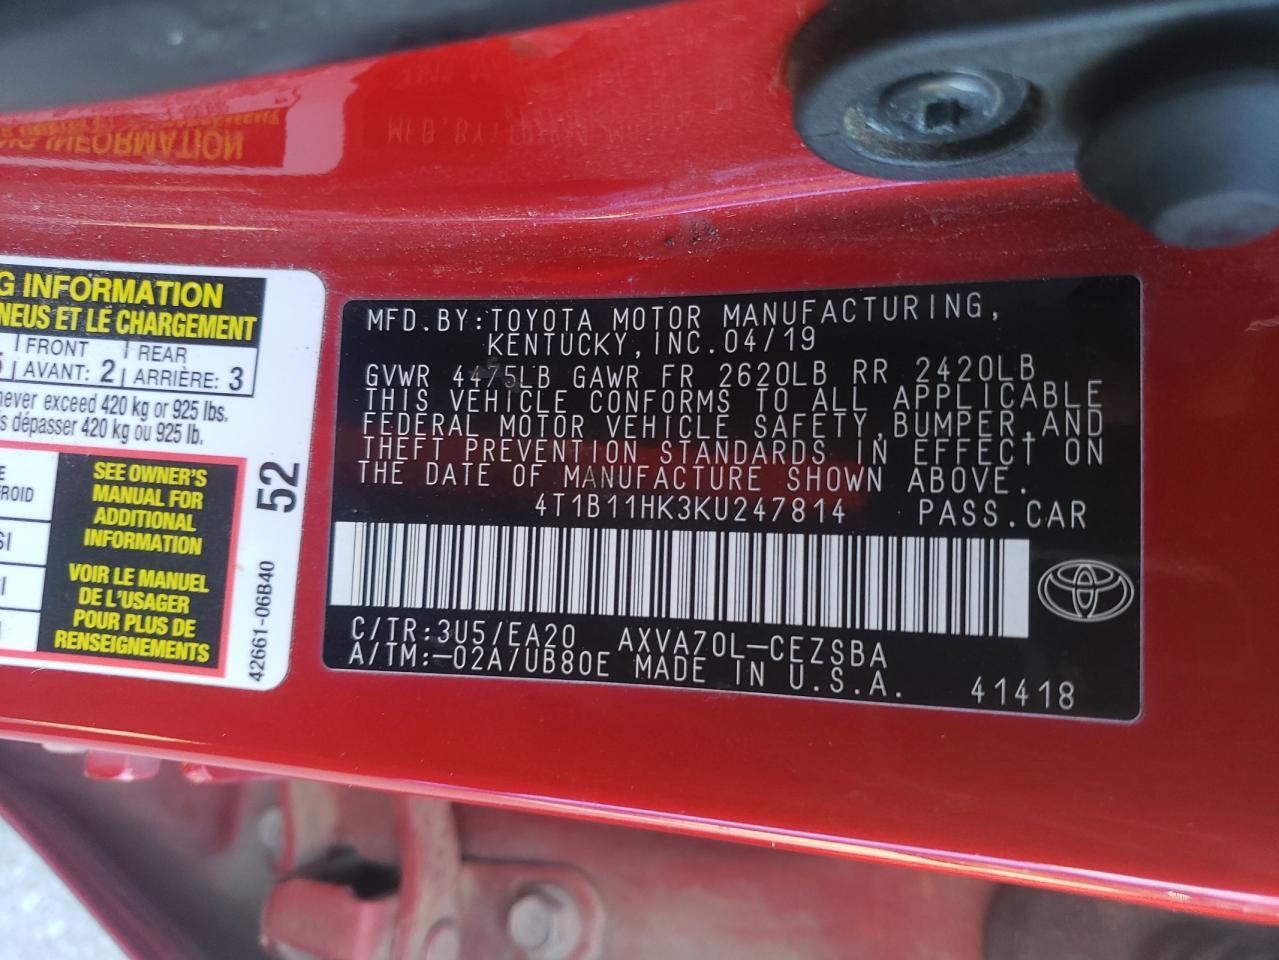 G INFORMATION
NEUS ET LE CHARGEMENT
FRONT
AVANT: 2
REAR
ARRIÈRE: 3
never exceed 420 kg or 925 lbs.
dépasser 420 kg ou 925 lb.
SEE OWNER'S
MANUAL FOR
ADDITIONAL
INFORMATION
VOIR LE MANUEL
DE L'USAGER
POUR PLUS DE
RENSEIGNEMENTS
52
42661-06B40
MFD.BY:TOYOTA MOTOR MANUFACTURING,
KENTUCKY,INC.04/19
GVWR 4475LB GAWR FR 2620LB RR 2420LB
THIS VEHICLE CONFORMS TO ALL APPLICABLE
FEDERAL MOTOR VEHICLE SAFETY,BUMPER,AND
THEFT PREVENTION STANDARDS IN EFFECT ON
THE DATE OF MANUFACTURE SHOWN ABOVE.
4T1B11HK3KU247814 PASS.CAR
C/TR:3U5/EA20 AXVA70L-CEZSBA
A/TM:-02A/UB80E MADE IN U.S.A.
41418